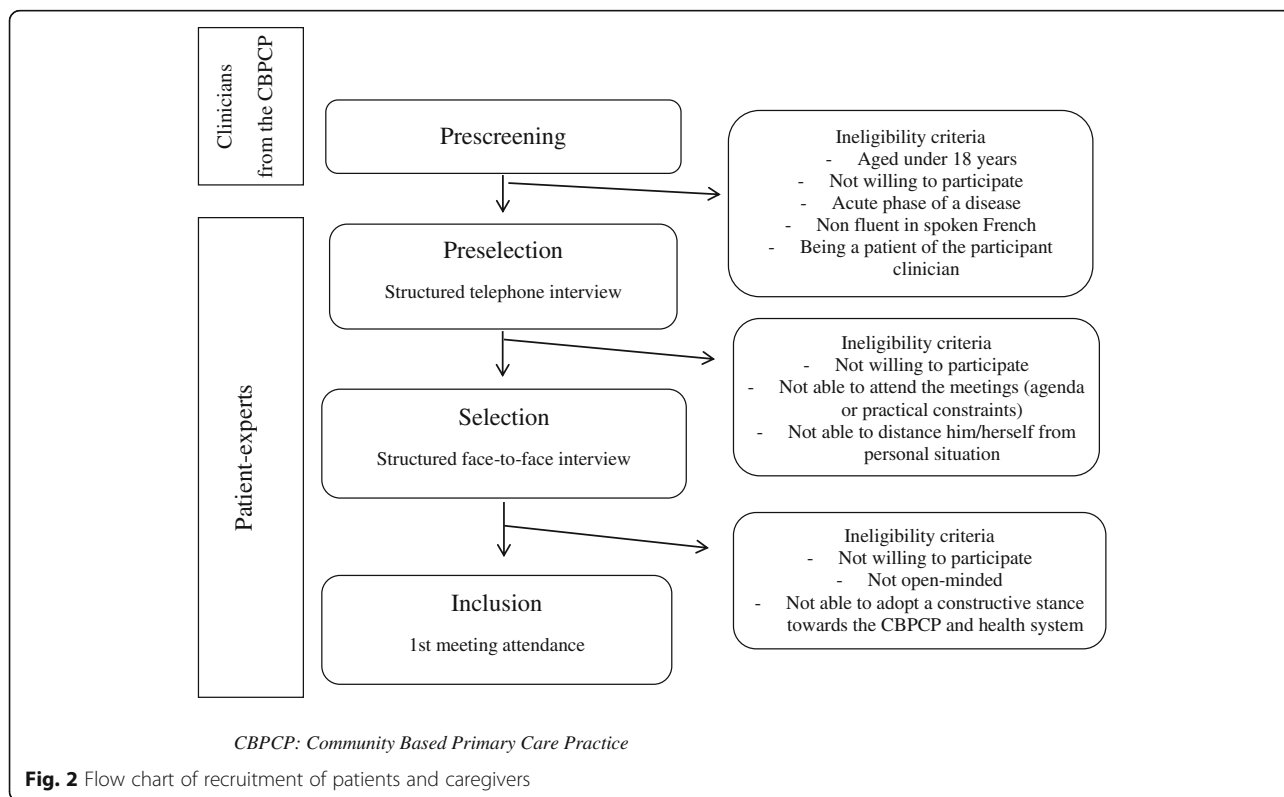 Clinicians
from the CBPCP
Prescreening
Ineligibility criteria
- Aged under 18 years
- Not willing to participate
- Acute phase of a disease
- Non fluent in spoken French
- Being a patient of the participant
clinician
Patient-experts
Preselection
Structured telephone interview
Ineligibility criteria
- Not willing to participate
- Not able to attend the meetings (agenda
or practical constraints)
- Not able to distance him/herself from
personal situation
Selection
Structured face-to-face interview
Ineligibility criteria
- Not willing to participate
- Not open-minded
- Not able to adopt a constructive stance
towards the CBPCP and health system
Inclusion
1st meeting attendance
CBPCP: Community Based Primary Care Practice
Fig. 2 Flow chart of recruitment of patients and caregivers